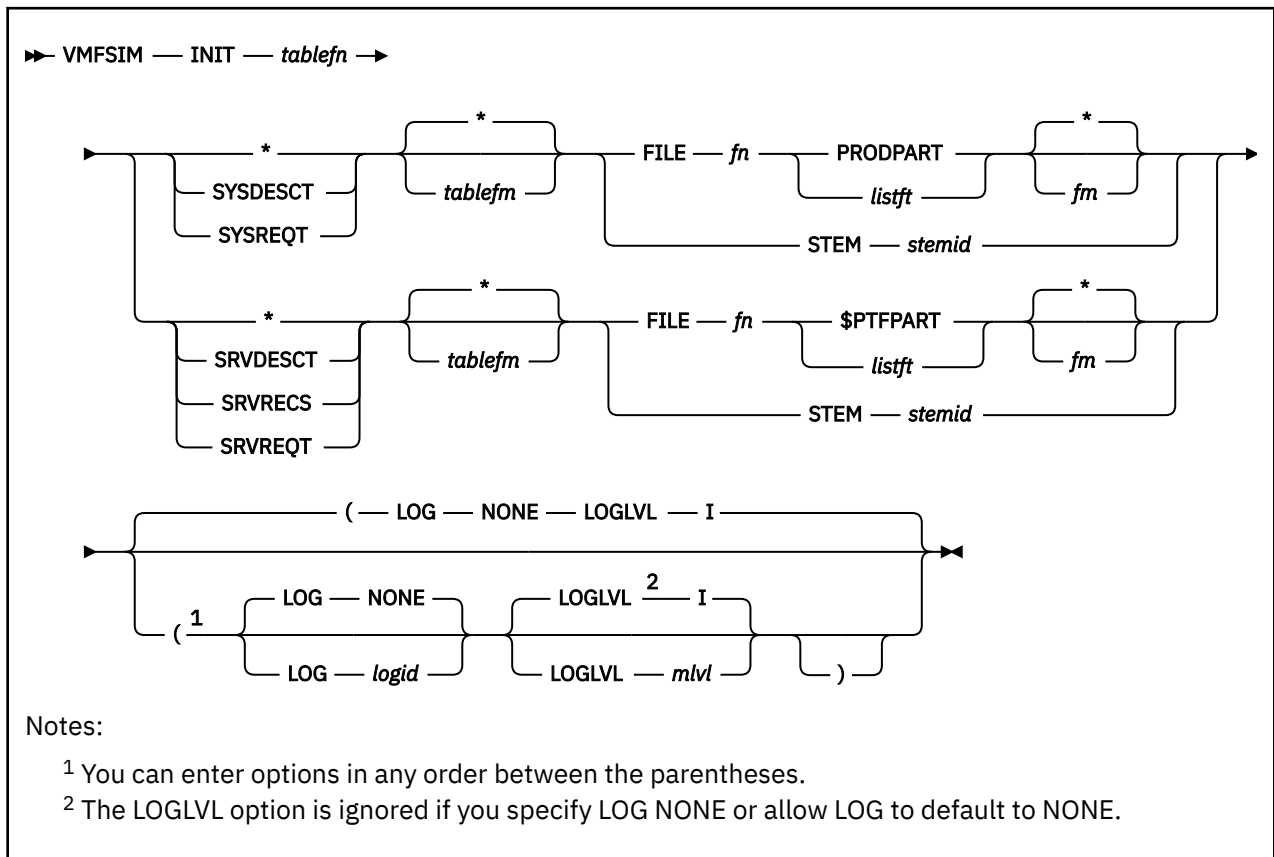 VMFSIM INIT tablefn
* *
* FILE fn PRODPART *
SYSDESCT tablefm listft fm
SYSREQT STEM stemid
* *
* FILE fn $PTFPART
SRVDESCT tablefm listft fm
SRVRECS STEM stemid
SRVREQT
( LOG NONE LOGLVL I
( 1 LOG NONE LOGLVL 2 I
LOG logid LOGLVL mlvl )
Notes:
1 You can enter options in any order between the parentheses.
2 The LOGLVL option is ignored if you specify LOG NONE or allow LOG to default to NONE.